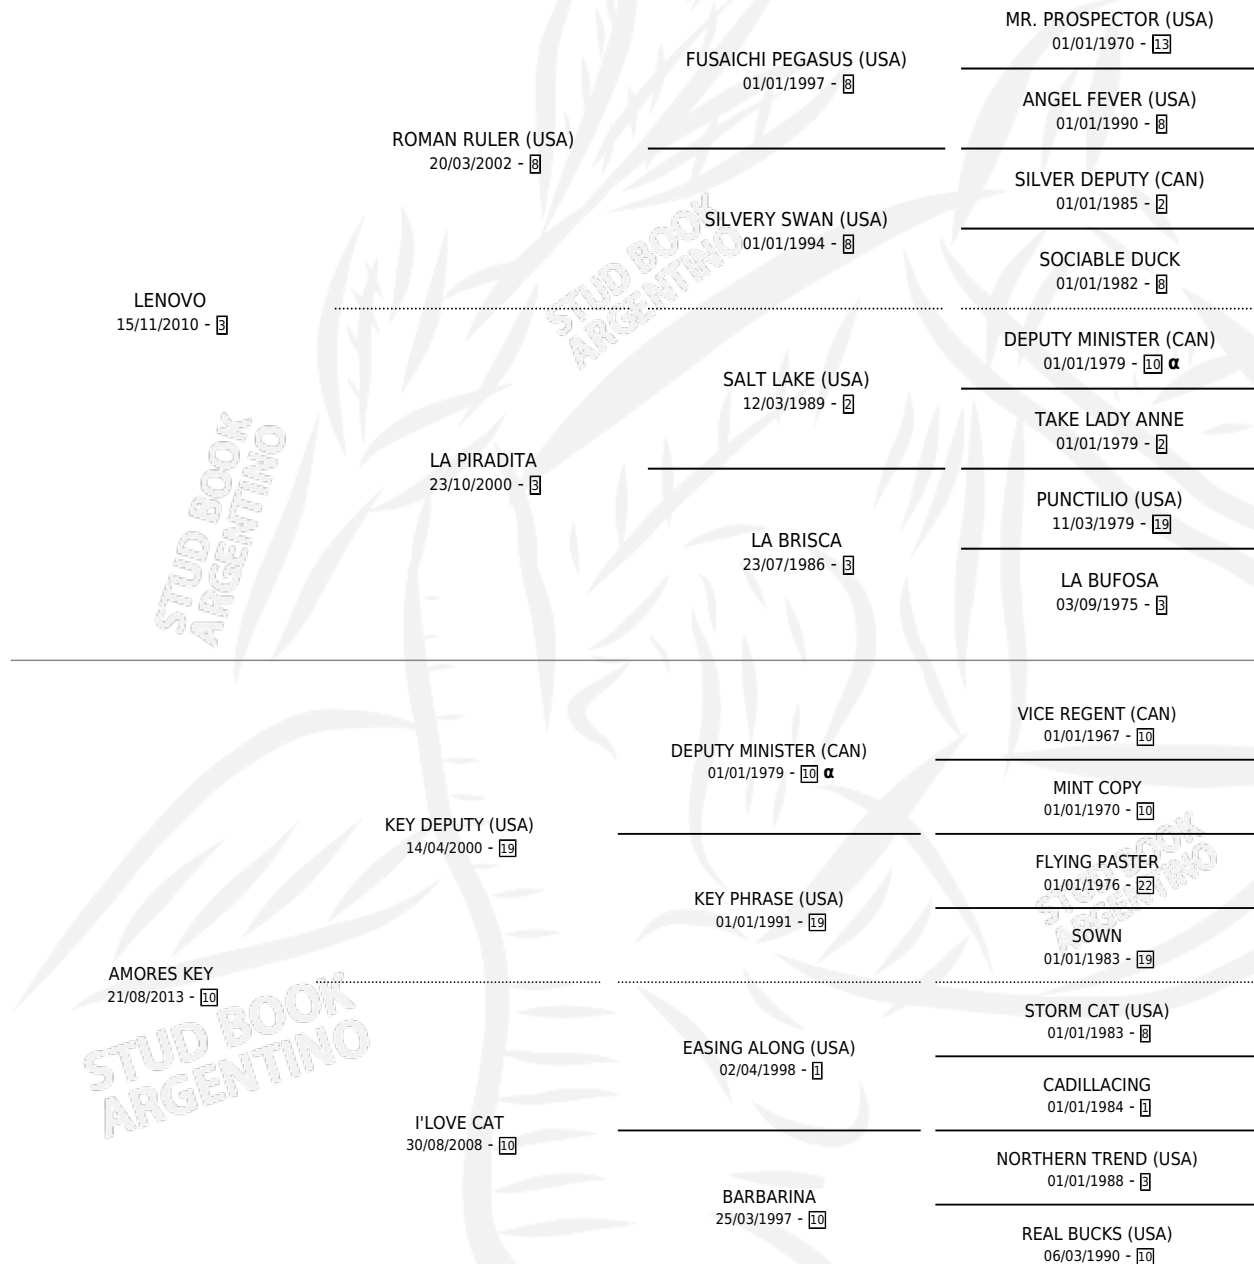 MR. PROSPECTOR (USA)
01/01/1970 - 13
FUSAICHI PEGASUS (USA)
01/01/1997 - 8
ANGEL FEVER (USA)
01/01/1990 - 8
ROMAN RULER (USA)
20/03/2002 - 8
SILVER DEPUTY (CAN)
01/01/1985 - 2
SILVERY SWAN (USA)
01/01/1994 - 8
SOCIABLE DUCK
01/01/1982 - 8
LENOVO
15/11/2010 - 3
DEPUTY MINISTER (CAN)
01/01/1979 - 10 α
SALT LAKE (USA)
12/03/1989 - 2
TAKE LADY ANNE
01/01/1979 - 2
LA PIRADITA
23/10/2000 - 3
PUNCTILIO (USA)
11/03/1979 - 19
LA BRISCA
23/07/1986 - 3
LA BUFOSA
03/09/1975 - 3
VICE REGENT (CAN)
01/01/1967 - 10
DEPUTY MINISTER (CAN)
01/01/1979 - 10 α
MINT COPY
01/01/1970 - 10
KEY DEPUTY (USA)
14/04/2000 - 19
FLYING PASTER
01/01/1976 - 22
KEY PHRASE (USA)
01/01/1991 - 19
SOWN
01/01/1983 - 19
AMORES KEY
21/08/2013 - 10
STORM CAT (USA)
01/01/1983 - 8
EASING ALONG (USA)
02/04/1998 - 1
CADILLACING
01/01/1984 - 1
I'LOVE CAT
30/08/2008 - 10
NORTHERN TREND (USA)
01/01/1988 - 3
BARBARINA
25/03/1997 - 10
REAL BUCKS (USA)
06/03/1990 - 10
STUD BOOK
ARGENTINO
STUD BOOK
ARGENTINO
STUD BOOK
ARGENTINO
STUD BOOK
ARGENTINO